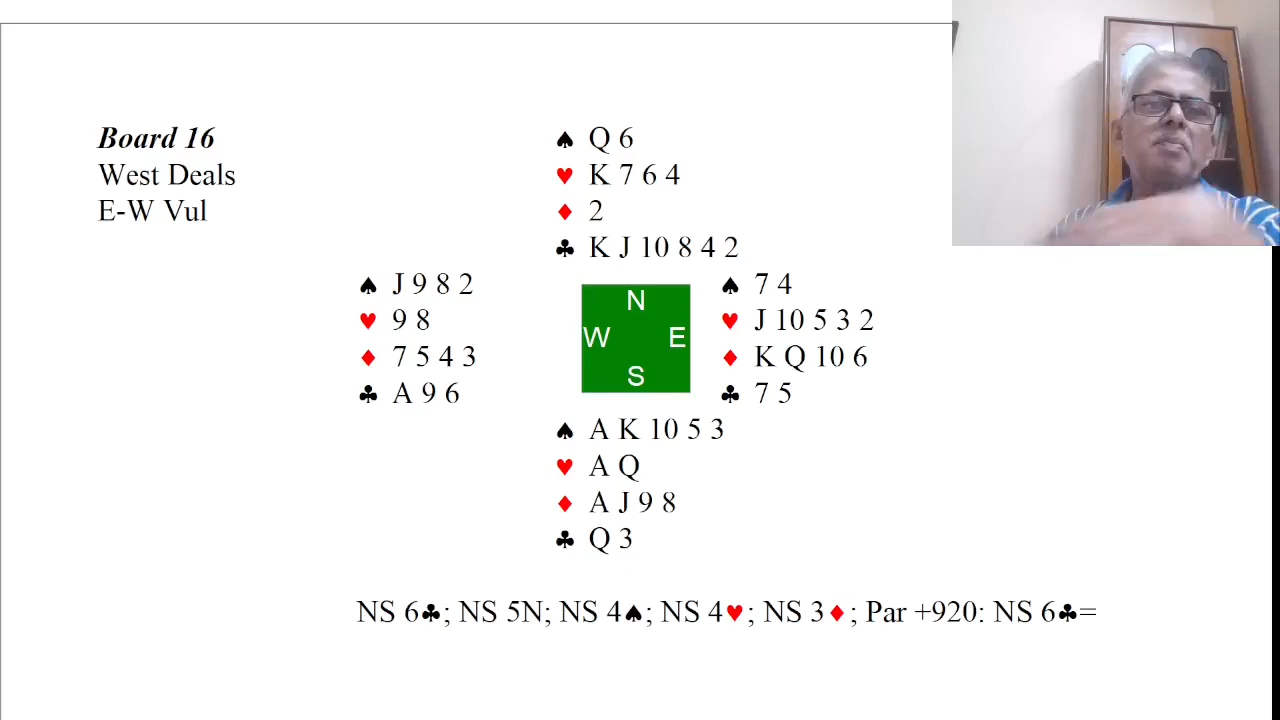 Board 16
West Deals
E-W Vul
♠ Q 6
♥ K 7 6 4
♦ 2
♣ K J 10 8 4 2
♠ J 9 8 2
♥ 9 8
♦ 7 5 4 3
♣ A 9 6
N
W E
S
♠ 7 4
♥ J 10 5 3 2
♦ K Q 10 6
♣ 7 5
♠ A K 10 5 3
♥ A Q
♦ A J 9 8
♣ Q 3
NS 6♣; NS 5N; NS 4♠; NS 4♥; NS 3♦; Par +920: NS 6♣=